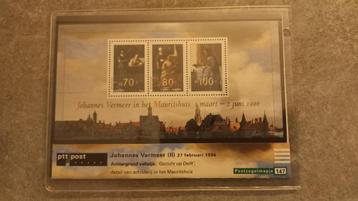 70 80 100
Johannes Vermeer in het Mauritshuis 1 maart - 2 juni 1996
ptt post
Johannes Vermeer (II) 27 februari 1996
Achtergrond velletje: 'Gezicht op Delft',
detail van schilderij in het Mauritshuis
Postzegelmapje 147